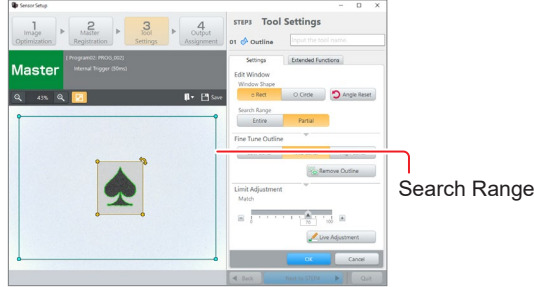 Sensor Setup
1
Image
Optimization
2
Master
Registration
3
Tool
Settings
4
Output
Assignment
STEP3 Tool Settings
01 Outline
Input the tool name
Master
[ Program02: PROG_002]
Internal Trigger (50ms)
Settings
Extended Functions
Edit Window
Window Shape
Rect
Circle
Angle Reset
Search Range
Entire
Partial
43%
Save
Fine Tune Outline
Remove Outline
Limit Adjustment
Match
0
70
100
Live Adjustment
OK
Cancel
Back
Quit
Search Range